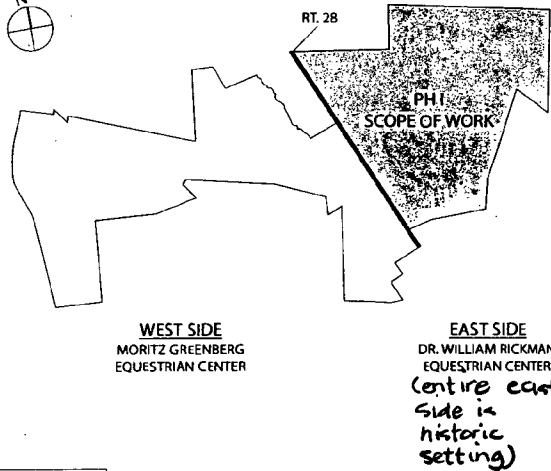 N
RT. 28
PH I
SCOPE OF WORK
WEST SIDE
MORITZ GREENBERG
EQUESTRIAN CENTER
EAST SIDE
DR. WILLIAM RICKMAN
EQUESTRIAN CENTER
(entire east
side is
historic
setting)